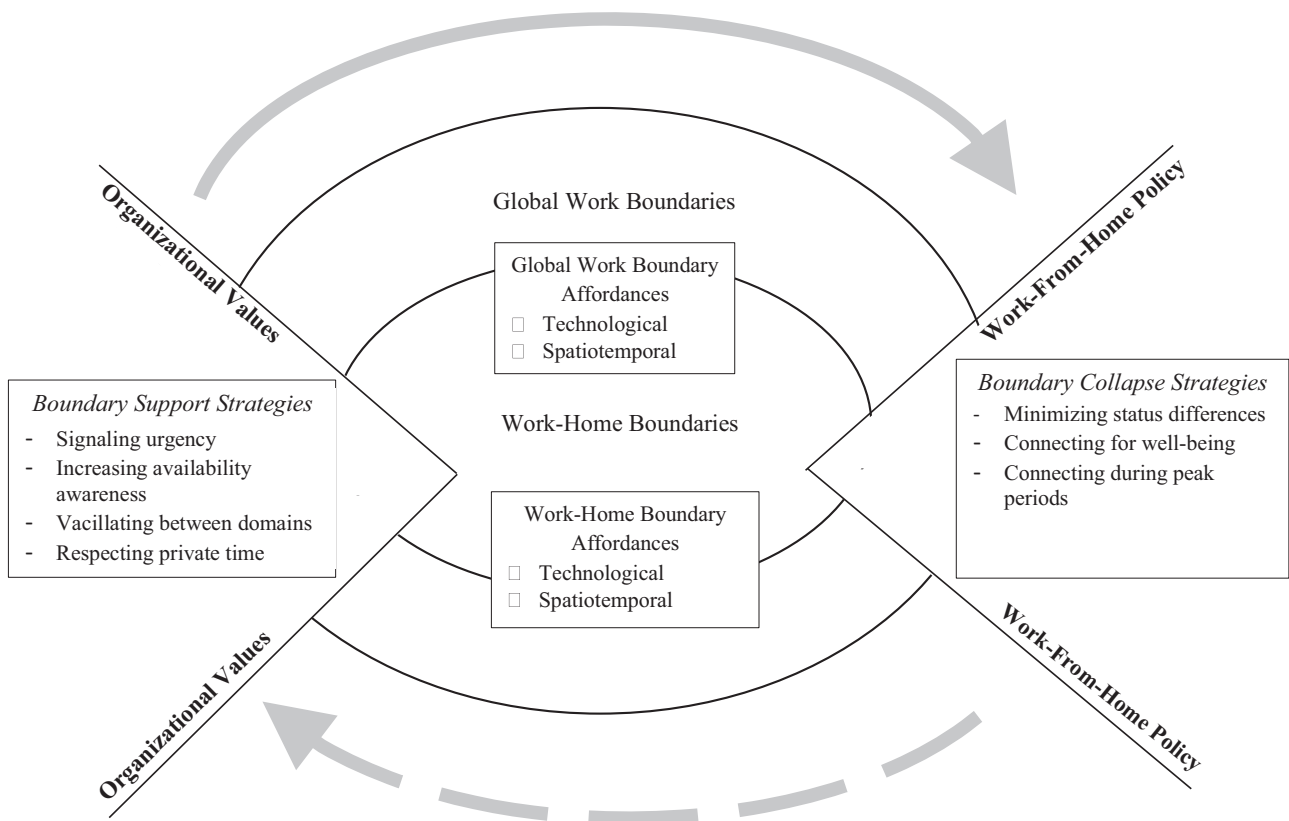 Organizational Values
Work-From-Home Policy
Global Work Boundaries
Global Work Boundary
Affordances
□ Technological
□ Spatiotemporal
Boundary Support Strategies
- Signaling urgency
- Increasing availability
awareness
- Vacillating between domains
- Respecting private time
Work-Home Boundaries
Boundary Collapse Strategies
- Minimizing status differences
- Connecting for well-being
- Connecting during peak
periods
Work-Home Boundary
Affordances
□ Technological
□ Spatiotemporal
Organizational Values
Work-From-Home Policy